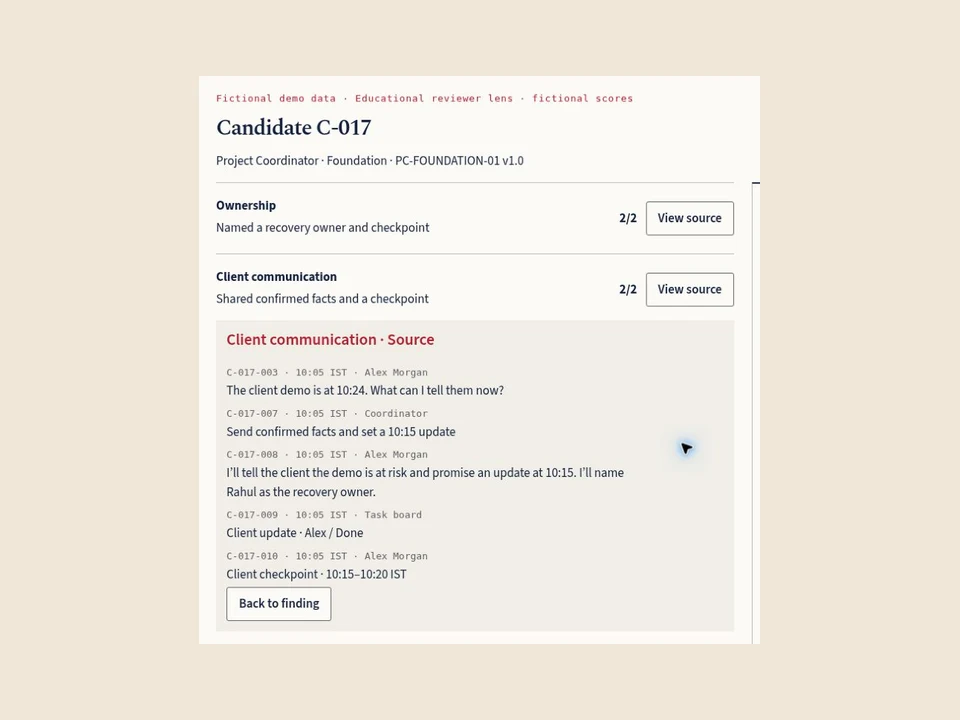 Fictional demo data · Educational reviewer lens · fictional scores
Candidate C-017
Project Coordinator · Foundation · PC-FOUNDATION-01 v1.0
Ownership
Named a recovery owner and checkpoint
2/2
View source
Client communication
Shared confirmed facts and a checkpoint
2/2
View source
Client communication · Source
C-017-003 · 10:05 IST · Alex Morgan
The client demo is at 10:24. What can I tell them now?
C-017-007 · 10:05 IST · Coordinator
Send confirmed facts and set a 10:15 update
C-017-008 · 10:05 IST · Alex Morgan
I’ll tell the client the demo is at risk and promise an update at 10:15. I’ll name
Rahul as the recovery owner.
C-017-009 · 10:05 IST · Task board
Client update · Alex / Done
C-017-010 · 10:05 IST · Alex Morgan
Client checkpoint · 10:15–10:20 IST
Back to finding